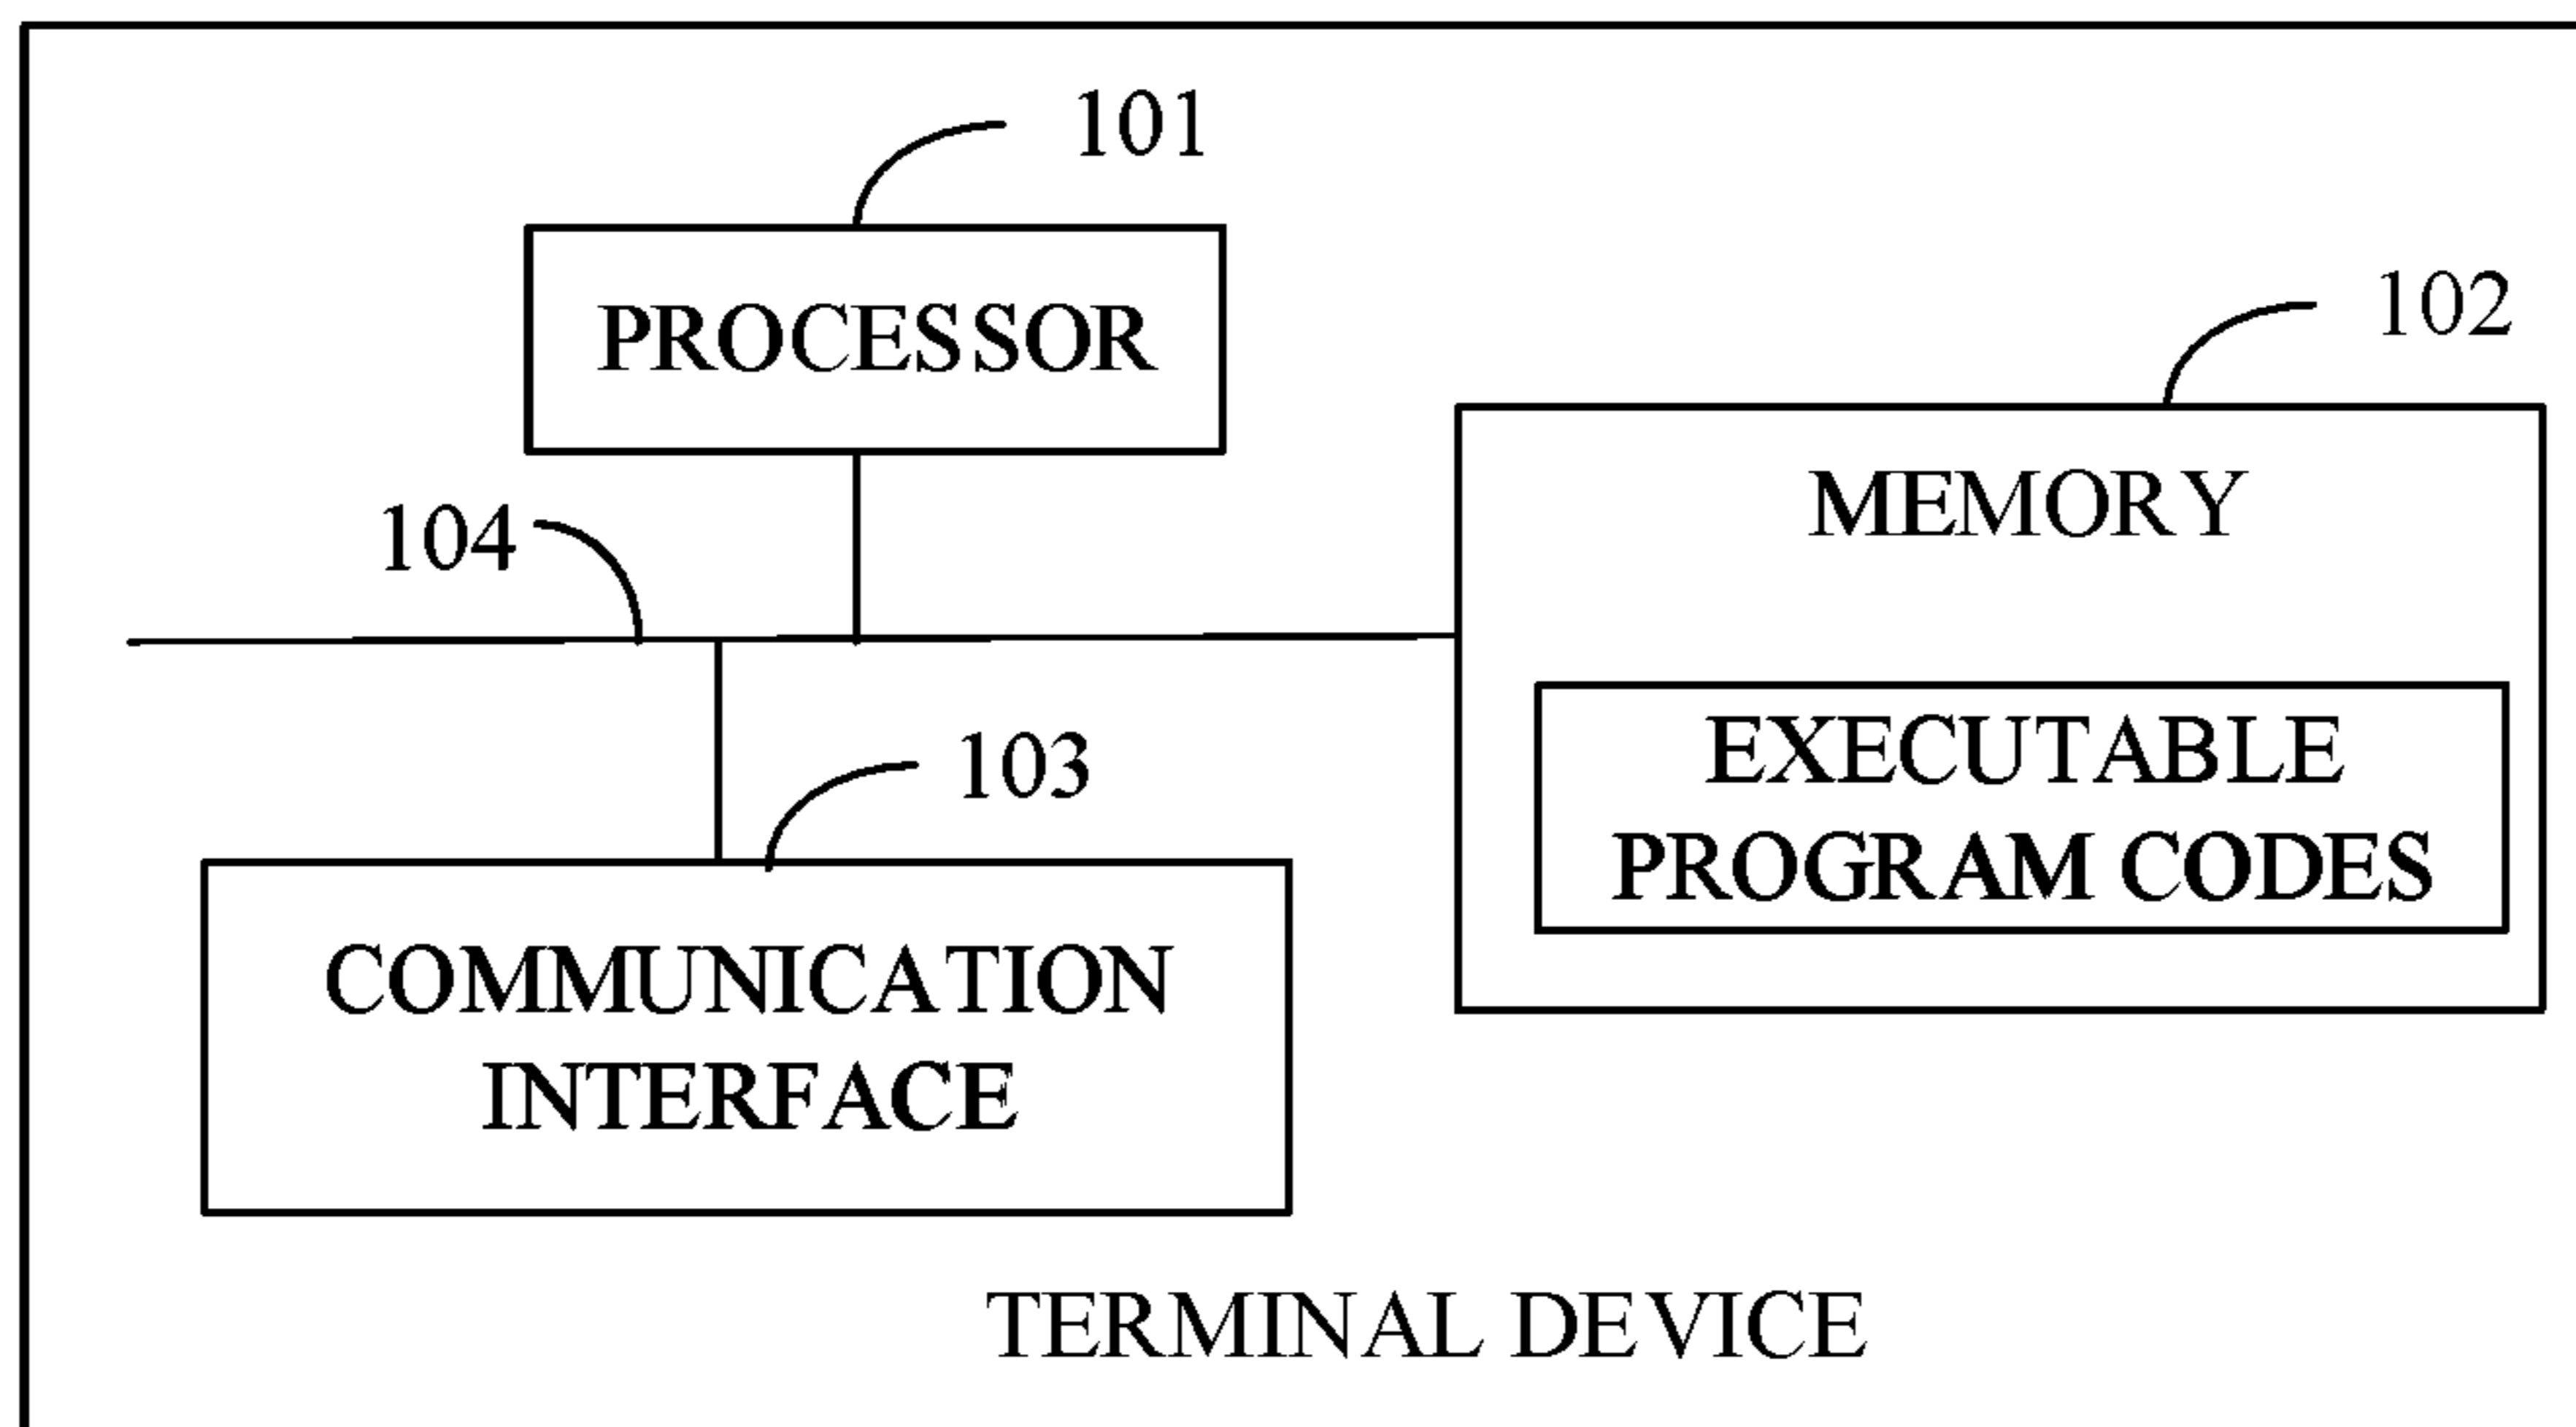 101
PROCESSOR
102
MEMORY
104
EXECUTABLE
PROGRAM CODES
103
COMMUNICATION
INTERFACE
TERMINAL DEVICE